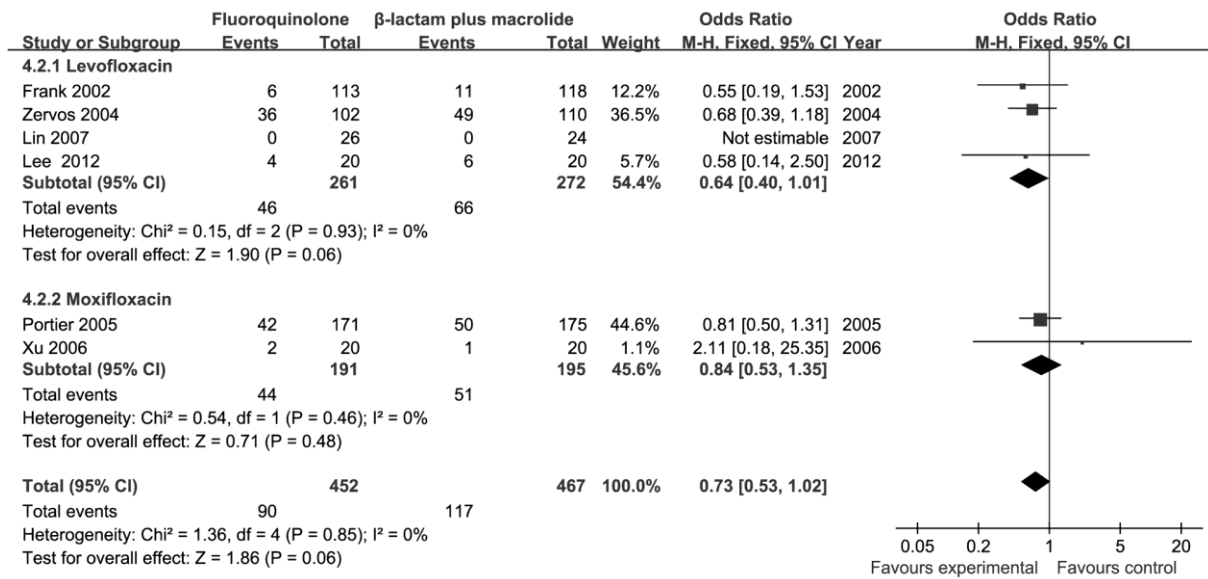 Fluoroquinolone β-lactam plus macrolide Odds Ratio Odds Ratio
Study or Subgroup Events Total Events Total Weight M-H, Fixed, 95% CI Year M-H, Fixed, 95% CI
4.2.1 Levofloxacin
Frank 2002 6 113 11 118 12.2% 0.55 [0.19, 1.53] 2002
Zervos 2004 36 102 49 110 36.5% 0.68 [0.39, 1.18] 2004
Lin 2007 0 26 0 24 Not estimable 2007
Lee 2012 4 20 6 20 5.7% 0.58 [0.14, 2.50] 2012
Subtotal (95% CI) 261 272 54.4% 0.64 [0.40, 1.01]
Total events 46 66
Heterogeneity: Chi² = 0.15, df = 2 (P = 0.93); I² = 0%
Test for overall effect: Z = 1.90 (P = 0.06)
4.2.2 Moxifloxacin
Portier 2005 42 171 50 175 44.6% 0.81 [0.50, 1.31] 2005
Xu 2006 2 20 1 20 1.1% 2.11 [0.18, 25.35] 2006
Subtotal (95% CI) 191 195 45.6% 0.84 [0.53, 1.35]
Total events 44 51
Heterogeneity: Chi² = 0.54, df = 1 (P = 0.46); I² = 0%
Test for overall effect: Z = 0.71 (P = 0.48)
Total (95% CI) 452 467 100.0% 0.73 [0.53, 1.02]
Total events 90 117
Heterogeneity: Chi² = 1.36, df = 4 (P = 0.85); I² = 0%
Test for overall effect: Z = 1.86 (P = 0.06)
0.05 0.2 1 5 20
Favours experimental Favours control